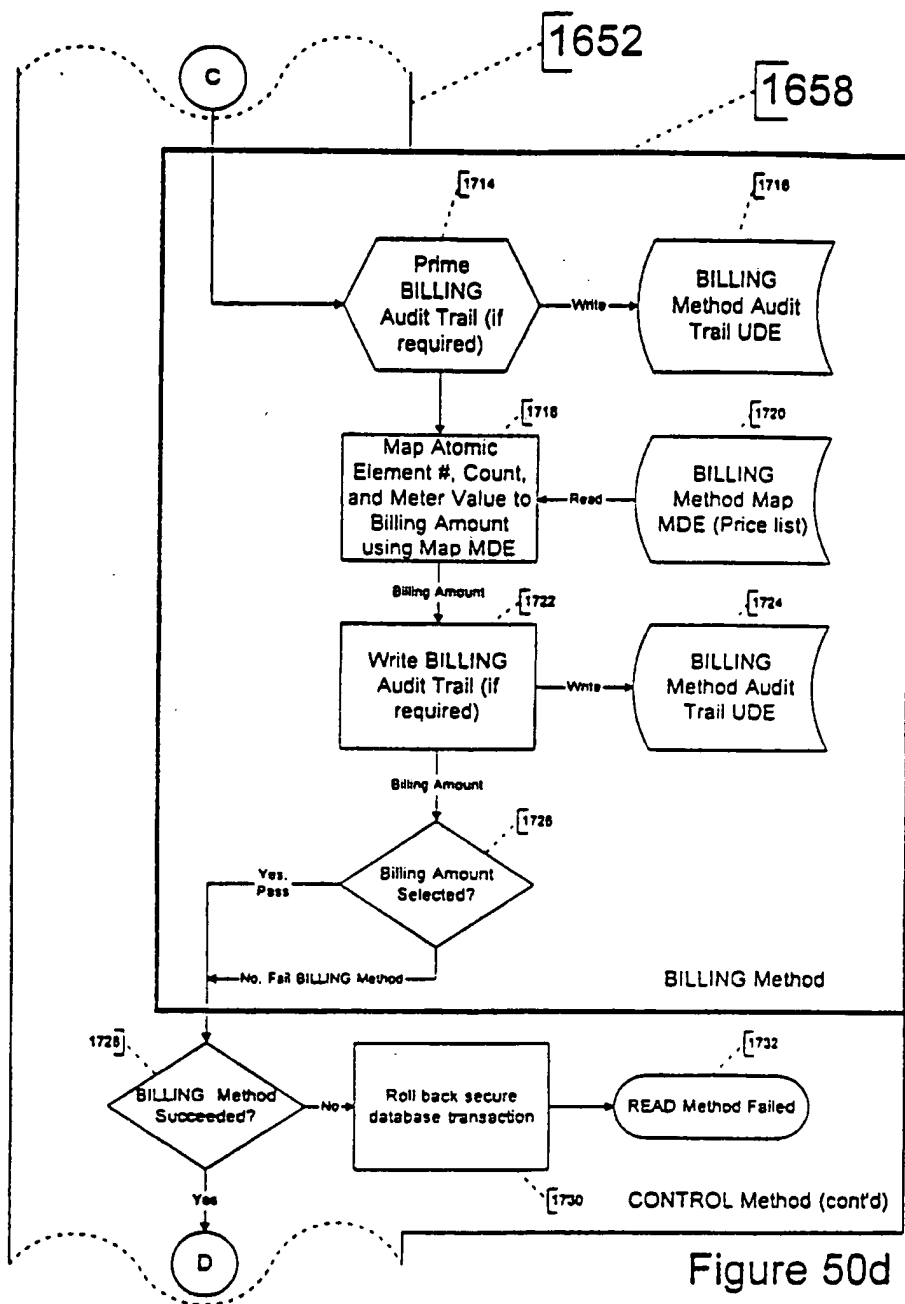 1652
C
1658
1714
1716
Prime
BILLING
Audit Trail (if
required)
Write
BILLING
Method Audit
Trail UDE
1718
1720
Map Atomic
Element #, Count,
and Meter Value to
Billing Amount
using Map MDE
Read
BILLING
Method Map
MDE (Price list)
Billing Amount
1722
1724
Write BILLING
Audit Trail (if
required)
Write
BILLING
Method Audit
Trail UDE
Billing Amount
1726
Yes,
Pass
Billing Amount
Selected?
No, Fail BILLING Method
BILLING Method
1728
1732
BILLING Method
Succeeded?
No
Roll back secure
database transaction
READ Method Failed
Yes
1730
CONTROL Method (cont'd)
D
Figure 50d